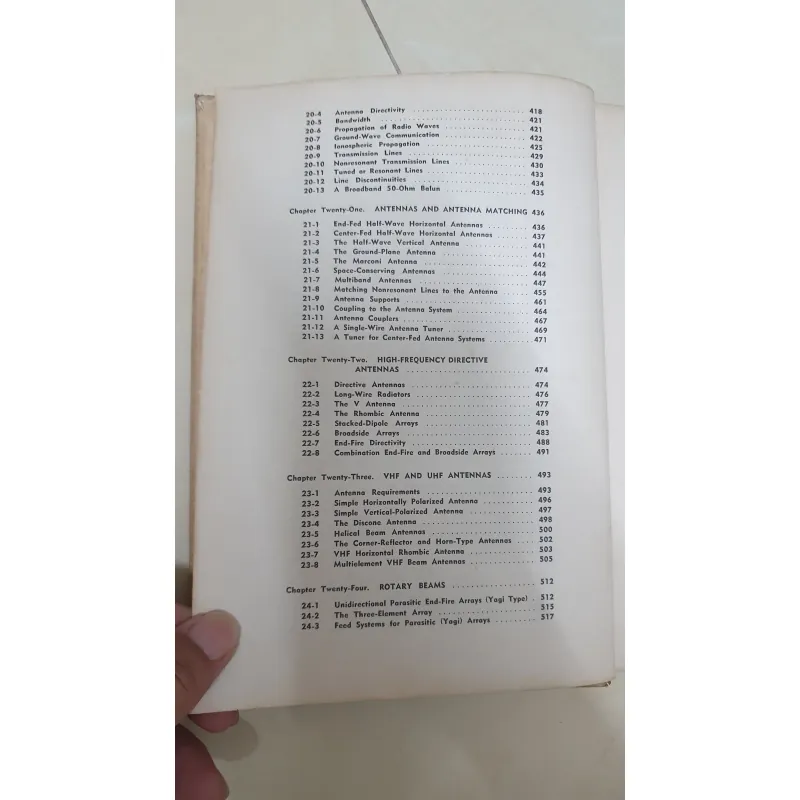 20-4 Antenna Directivity 418
20-5 Bandwidth 421
20-6 Propagation of Radio Waves 421
20-7 Ground-Wave Communication 422
20-8 Ionospheric Propagation 425
20-9 Transmission Lines 429
20-10 Nonresonant Transmission Lines 430
20-11 Tuned or Resonant Lines 433
20-12 Line Discontinuities 434
20-13 A Broadband 50-Ohm Balun 435
Chapter Twenty-One. ANTENNAS AND ANTENNA MATCHING 436
21-1 End-Fed Half-Wave Horizontal Antennas 436
21-2 Center-Fed Half-Wave Horizontal Antennas 437
21-3 The Half-Wave Vertical Antenna 441
21-4 The Ground-Plane Antenna 441
21-5 The Marconi Antenna 442
21-6 Space-Conserving Antennas 444
21-7 Multiband Antennas 447
21-8 Matching Nonresonant Lines to the Antenna 455
21-9 Antenna Supports 461
21-10 Coupling to the Antenna System 464
21-11 Antenna Couplers 467
21-12 A Single-Wire Antenna Tuner 469
21-13 A Tuner for Center-Fed Antenna Systems 471
Chapter Twenty-Two. HIGH-FREQUENCY DIRECTIVE
ANTENNAS 474
22-1 Directive Antennas 474
22-2 Long-Wire Radiators 476
22-3 The V Antenna 477
22-4 The Rhombic Antenna 479
22-5 Stacked-Dipole Arrays 481
22-6 Broadside Arrays 483
22-7 End-Fire Directivity 488
22-8 Combination End-Fire and Broadside Arrays 491
Chapter Twenty-Three. VHF AND UHF ANTENNAS 493
23-1 Antenna Requirements 493
23-2 Simple Horizontally Polarized Antenna 496
23-3 Simple Vertical-Polarized Antenna 497
23-4 The Discone Antenna 498
23-5 Helical Beam Antennas 500
23-6 The Corner-Reflector and Horn-Type Antennas 502
23-7 VHF Horizontal Rhombic Antenna 503
23-8 Multielement VHF Beam Antennas 505
Chapter Twenty-Four. ROTARY BEAMS 512
24-1 Unidirectional Parasitic End-Fire Arrays (Yagi Type) 512
24-2 The Three-Element Array 515
24-3 Feed Systems for Parasitic (Yagi) Arrays 517